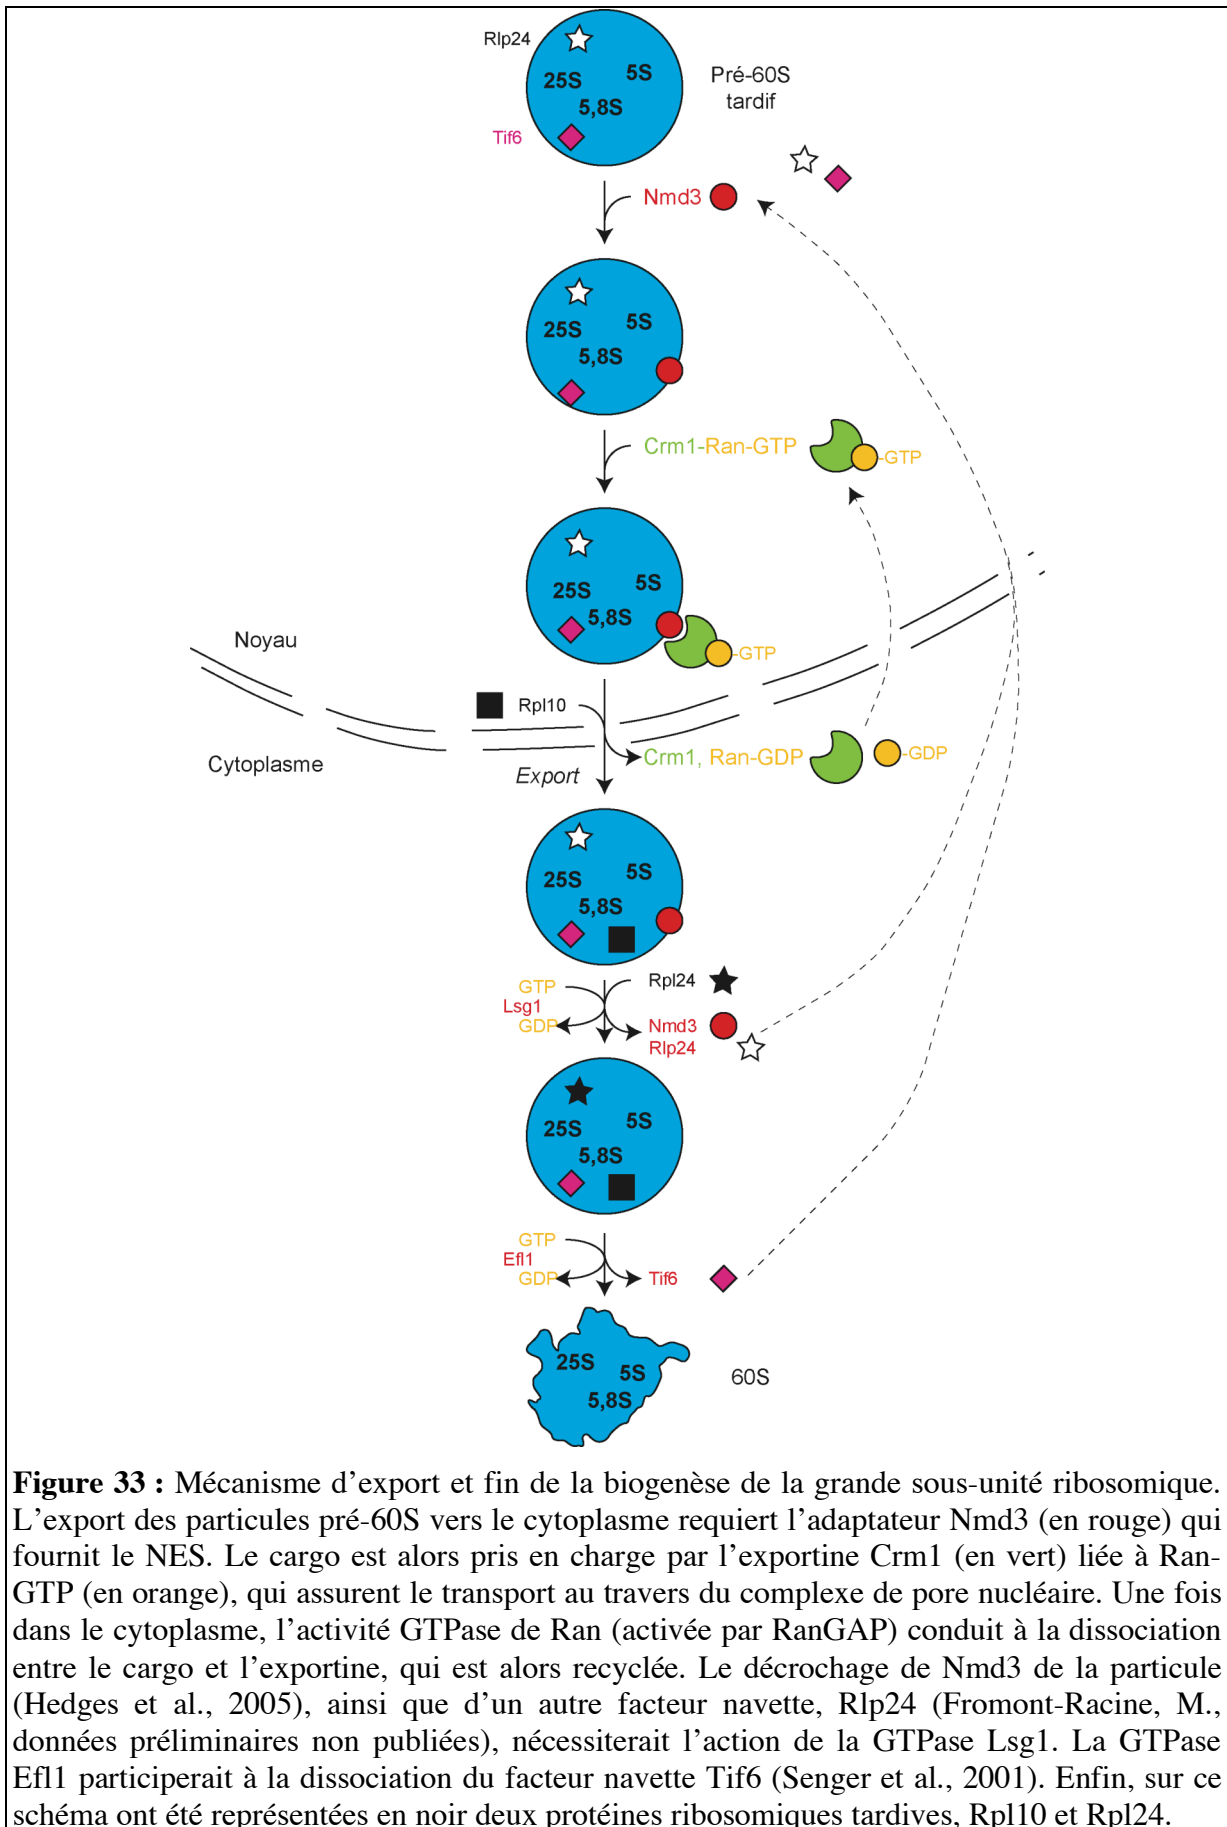 Rlp24
25S
5S
5,8S
Tif6
Pré-60S
tardif
Nmd3
25S
5S
5,8S
Crm1-Ran-GTP
-GTP
25S
5S
5,8S
-GTP
Noyau
Rpl10
Cytoplasme
Export
Crm1, Ran-GDP
-GDP
25S
5S
5,8S
GTP
Lsg1
GDP
Rpl24
Nmd3
Rlp24
25S
5S
5,8S
GTP
Efl1
GDP
Tif6
25S
5S
5,8S
60S
Figure 33 : Mécanisme d’export et fin de la biogenèse de la grande sous-unité ribosomique.
L’export des particules pré-60S vers le cytoplasme requiert l’adaptateur Nmd3 (en rouge) qui
fournit le NES. Le cargo est alors pris en charge par l’exportine Crm1 (en vert) liée à Ran-
GTP (en orange), qui assurent le transport au travers du complexe de pore nucléaire. Une fois
dans le cytoplasme, l’activité GTPase de Ran (activée par RanGAP) conduit à la dissociation
entre le cargo et l’exportine, qui est alors recyclée. Le décrochage de Nmd3 de la particule
(Hedges et al., 2005), ainsi que d’un autre facteur navette, Rlp24 (Fromont-Racine, M.,
données préliminaires non publiées), nécessiterait l’action de la GTPase Lsg1. La GTPase
Efl1 participerait à la dissociation du facteur navette Tif6 (Senger et al., 2001). Enfin, sur ce
schéma ont été représentées en noir deux protéines ribosomiques tardives, Rpl10 et Rpl24.